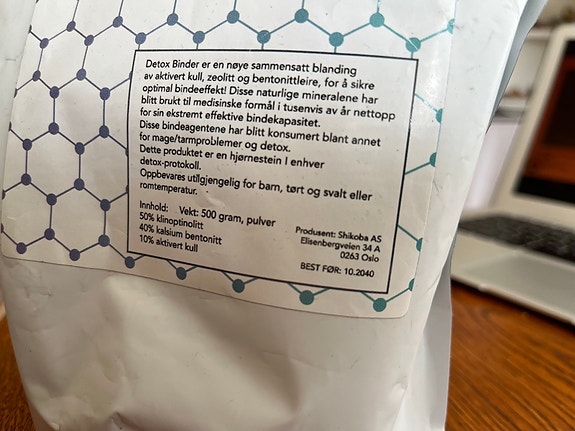 Detox Binder er en nøye sammensatt blanding
av aktivert kull, zeolitt og bentonittleire, for å sikre
optimal bindeeffekt! Disse naturlige mineralene har
blitt brukt til medisinske formål i tusenvis av år nettopp
for sin ekstremt effektive bindekapasitet.
Disse bindeagentene har blitt konsumert blant annet
for mage/tarmproblemer og detox.
Dette produktet er en hjørnestein I enhver
detox-protokoll.
Oppbevares utilgjengelig for barn, tørt og svalt eller
romtemperatur.
Innhold: Vekt: 500 gram, pulver
50% klinoptinolitt
40% kalsium bentonitt
10% aktivert kull
Produsent: Shikoba AS
Elisenbergveien 34 A
0263 Oslo
BEST FØR: 10.2040